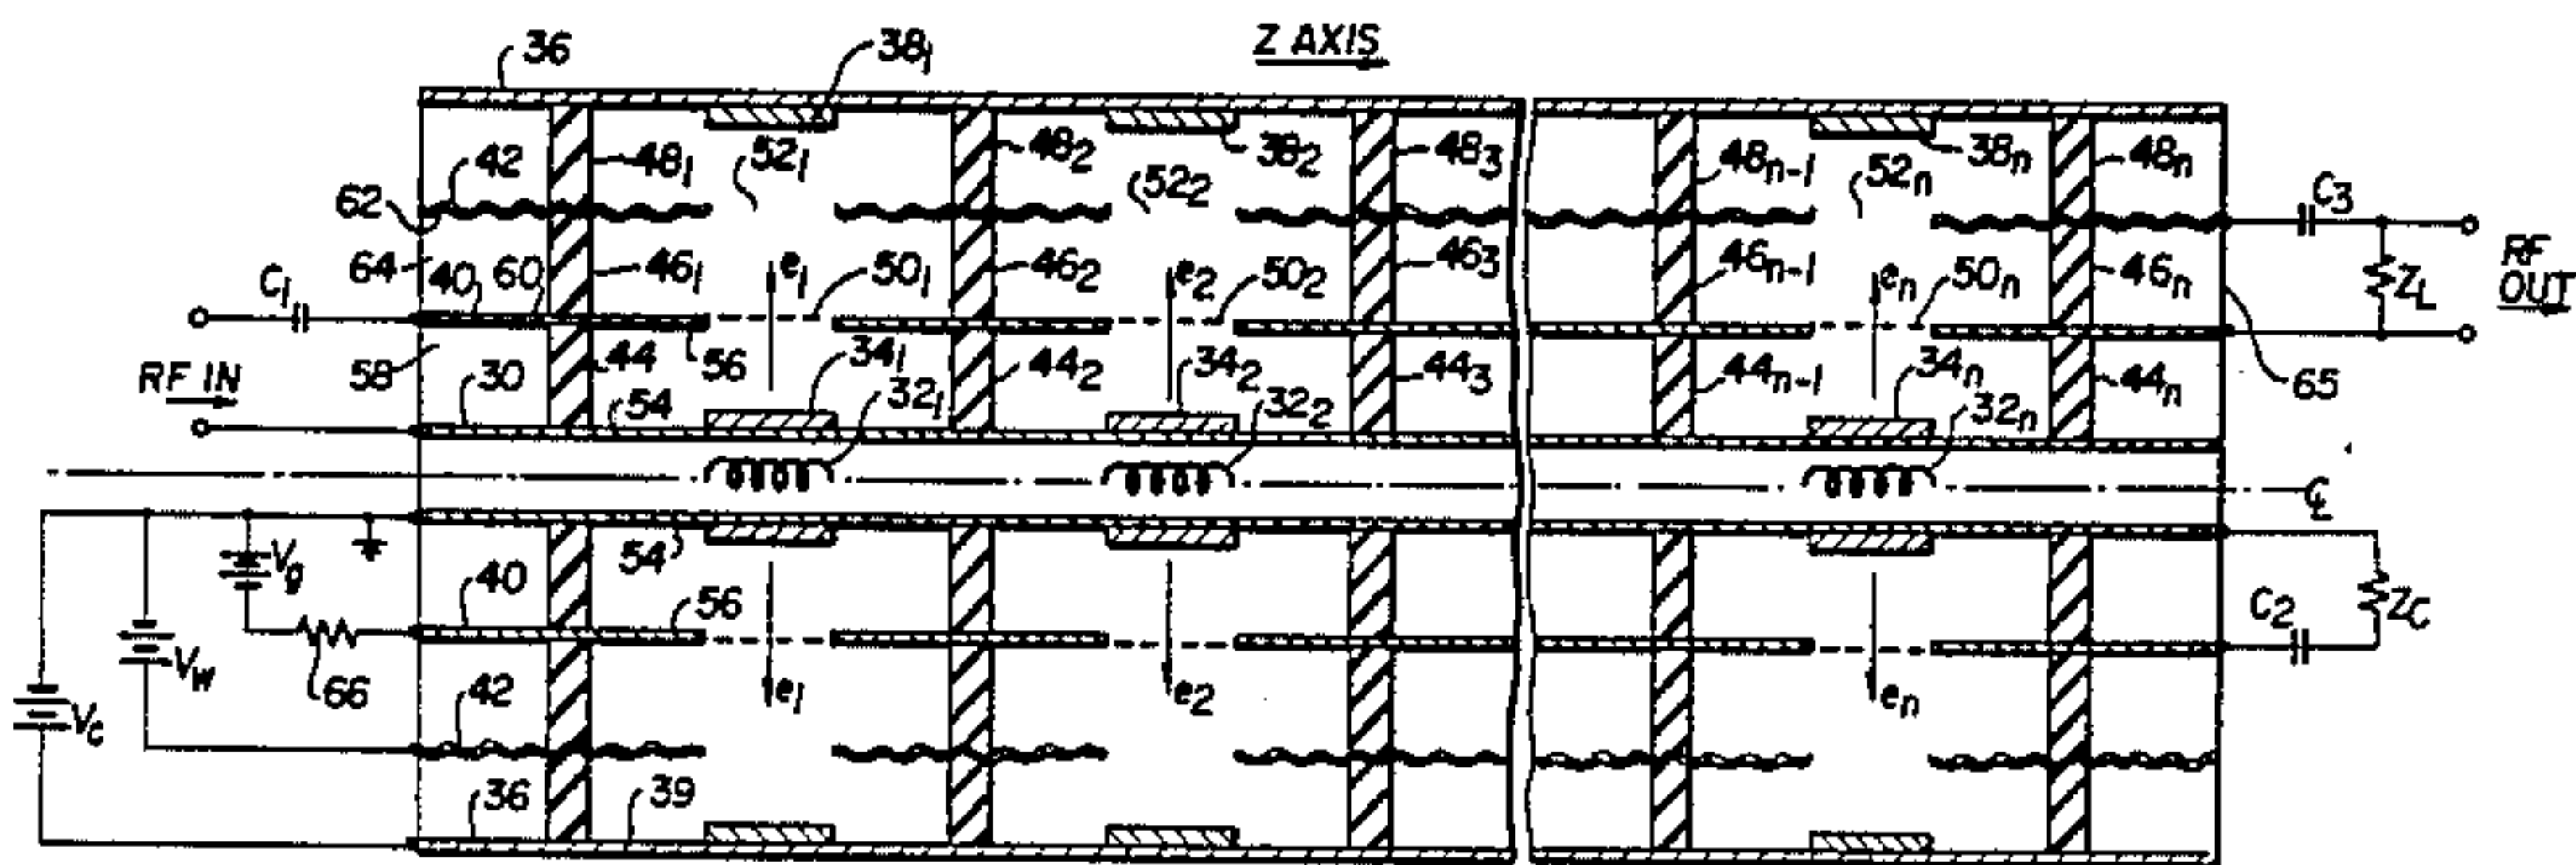 36
38₁
Z AXIS
42
48₁
52₁
48₂
38₂
52₂
48₃
48ₙ₋₁
38ₙ
52ₙ
48ₙ
C₃
62
64
40
60
46₁
e₁
50₁
46₂
e₂
50₂
46₃
46ₙ₋₁
eₙ
50ₙ
46ₙ
Z_L
RF OUT
C₁
58
44
56
34₁
44₂
34₂
44₃
44ₙ₋₁
34ₙ
44ₙ
65
RF IN
30
54
32₁
32₂
32ₙ
℄
V_g
40
54
56
C₂
Z_C
V_W
66
e₁
e₂
eₙ
V_C
42
36
39